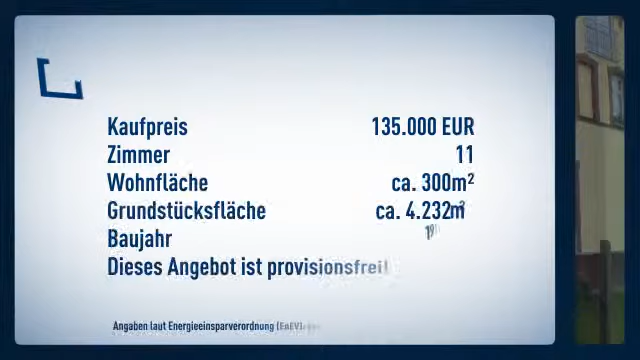 Kaufpreis 135.000 EUR
Zimmer 11
Wohnfläche ca. 300m²
Grundstücksfläche ca. 4.232m²
Baujahr
Dieses Angebot ist provisionsfrei!
Angaben laut Energieeinsparverordnung (EnEV)